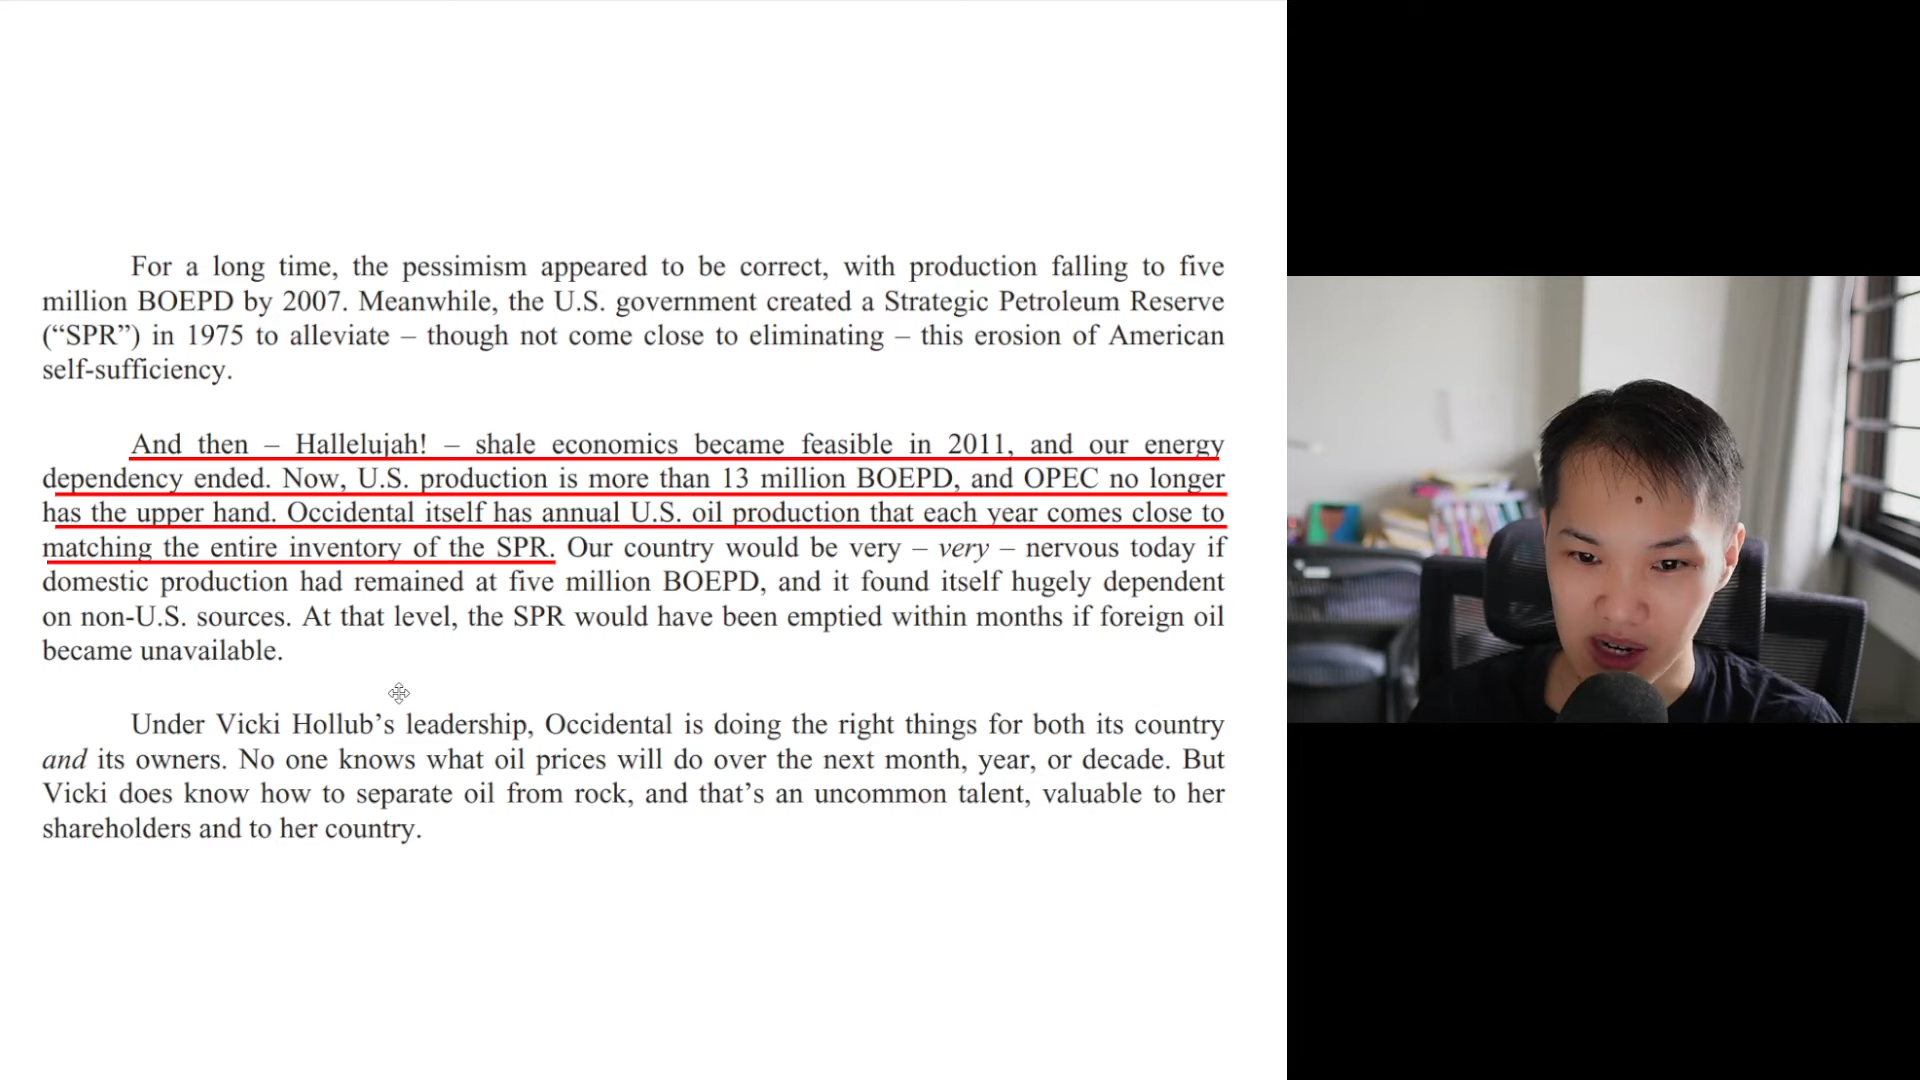 For a long time, the pessimism appeared to be correct, with production falling to five
million BOEPD by 2007. Meanwhile, the U.S. government created a Strategic Petroleum Reserve
(“SPR”) in 1975 to alleviate – though not come close to eliminating – this erosion of American
self-sufficiency.
And then – Hallelujah! – shale economics became feasible in 2011, and our energy
dependency ended. Now, U.S. production is more than 13 million BOEPD, and OPEC no longer
has the upper hand. Occidental itself has annual U.S. oil production that each year comes close to
matching the entire inventory of the SPR. Our country would be very – very – nervous today if
domestic production had remained at five million BOEPD, and it found itself hugely dependent
on non-U.S. sources. At that level, the SPR would have been emptied within months if foreign oil
became unavailable.
Under Vicki Hollub’s leadership, Occidental is doing the right things for both its country
and its owners. No one knows what oil prices will do over the next month, year, or decade. But
Vicki does know how to separate oil from rock, and that’s an uncommon talent, valuable to her
shareholders and to her country.